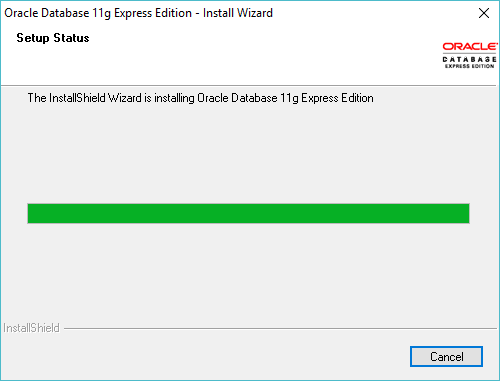 Oracle Database 11g Express Edition - Install Wizard
Setup Status
ORACLE
DATABASE
EXPRESS EDITION
The InstallShield Wizard is installing Oracle Database 11g Express Edition
InstallShield
Cancel